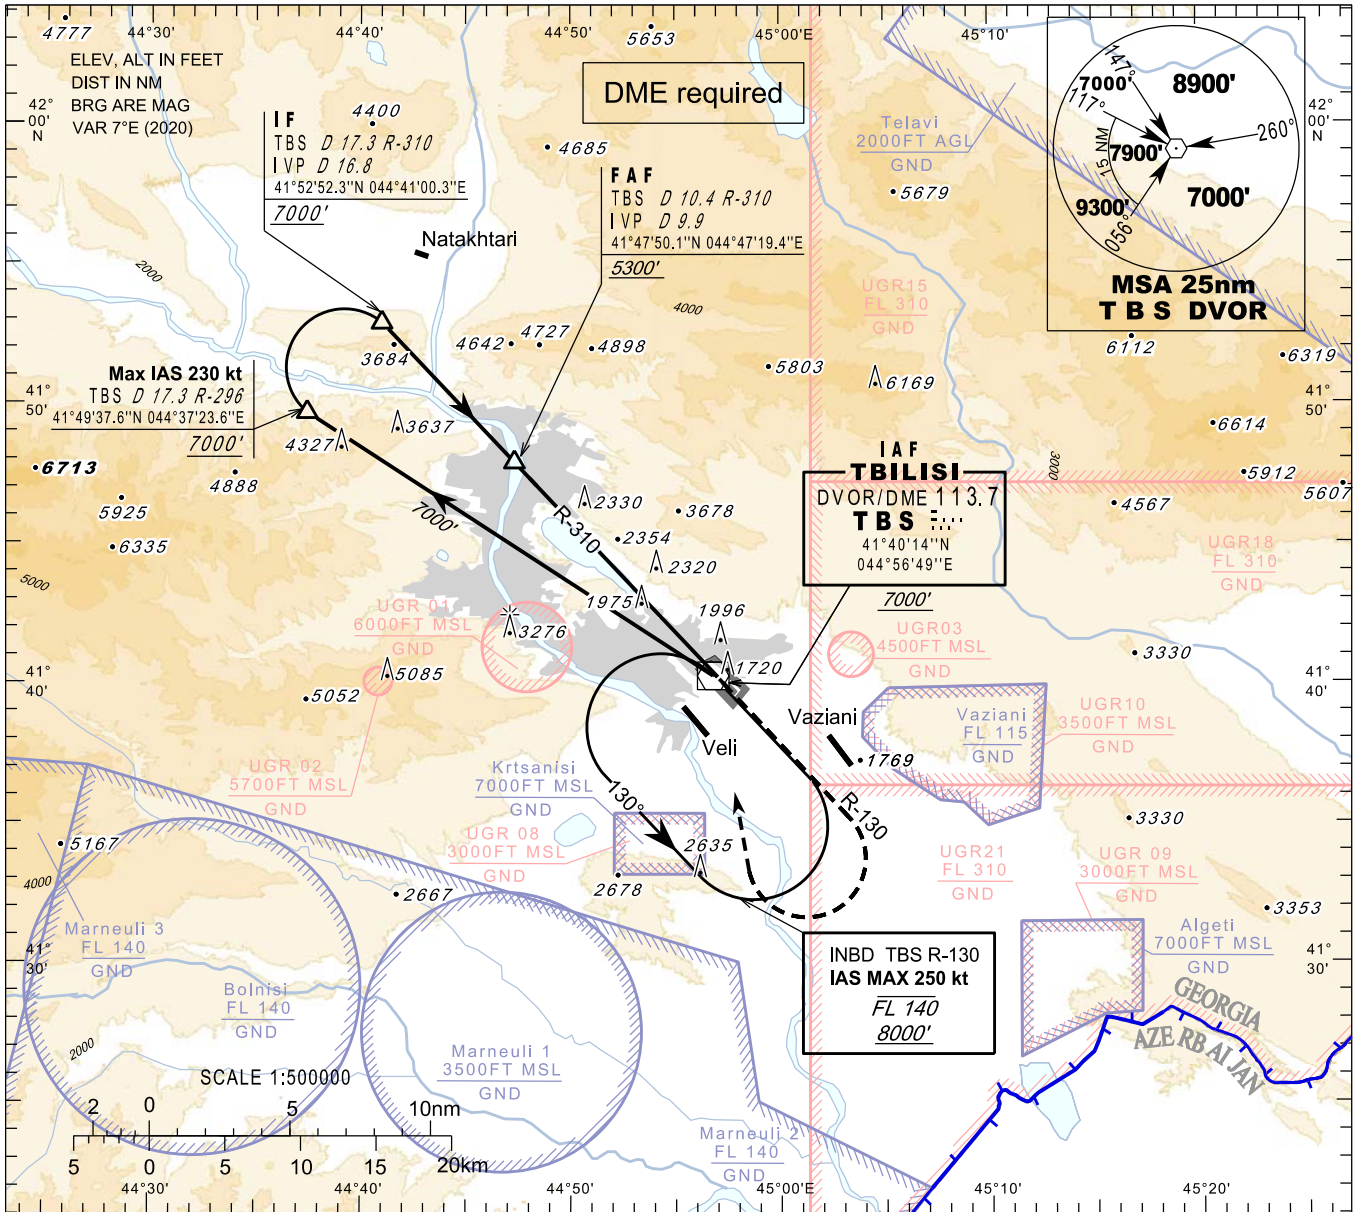 44°30'
44°40'
44°50'
45°00'E
45°10'
4777
ELEV, ALT IN FEET
DIST IN NM
BRG ARE MAG
VAR 7°E (2020)
42°
00'
N
5653
DME required
4400
4685
IF
TBS D 17.3 R-310
IVP D 16.8
41°52'52.3"N 044°41'00.3"E
7000'
FAF
TBS D 10.4 R-310
IVP D 9.9
41°47'50.1"N 044°47'19.4"E
5300'
Natakhtari
2000
Telavi
2000FT AGL
GND
5679
147°
7000'
117°
8900'
260°
15 NM
7900'
9300'
056°
7000'
MSA 25nm
TBS DVOR
42°
00'
N
UGR15
FL 310
GND
4000
3684
4642
4727
4898
5803
6169
6112
6319
Max IAS 230 kt
TBS D 17.3 R-296
41°49'37.6"N 044°37'23.6"E
7000'
41°
50'
41°
50'
4327
3637
6614
6713
4888
5925
6335
7000'
R-310
2330
3678
2354
2320
5912
5607
4567
3000
IAF
TBILISI
DVOR/DME 113.7
TBS
41°40'14"N
044°56'49"E
7000'
5000
UGR18
FL 310
GND
UGR 01
6000FT MSL
GND
3276
1975
1996
1720
UGR03
4500FT MSL
GND
3330
41°
40'
41°
40'
5085
5052
UGR 02
5700FT MSL
GND
Veli
Vaziani
1769
Vaziani
FL 115
GND
UGR10
3500FT MSL
GND
Krtsanisi
7000FT MSL
GND
UGR 08
3000FT MSL
GND
130°
R-130
2635
2678
2667
5167
4000
3330
UGR21
FL 310
GND
UGR 09
3000FT MSL
GND
3353
Marneuli 3
FL 140
GND
41°
30'
41°
30'
Algeti
7000FT MSL
GND
INBD TBS R-130
IAS MAX 250 kt
FL 140
8000'
Bolnisi
FL 140
GND
GEORGIA
AZERBAIJAN
2000
Marneuli 1
3500FT MSL
GND
SCALE 1:500000
2 0 5 10nm
5 0 5 10 15 20km
Marneuli 2
FL 140
GND
44°30'
44°40'
44°50'
45°00'E
45°10'
45°20'